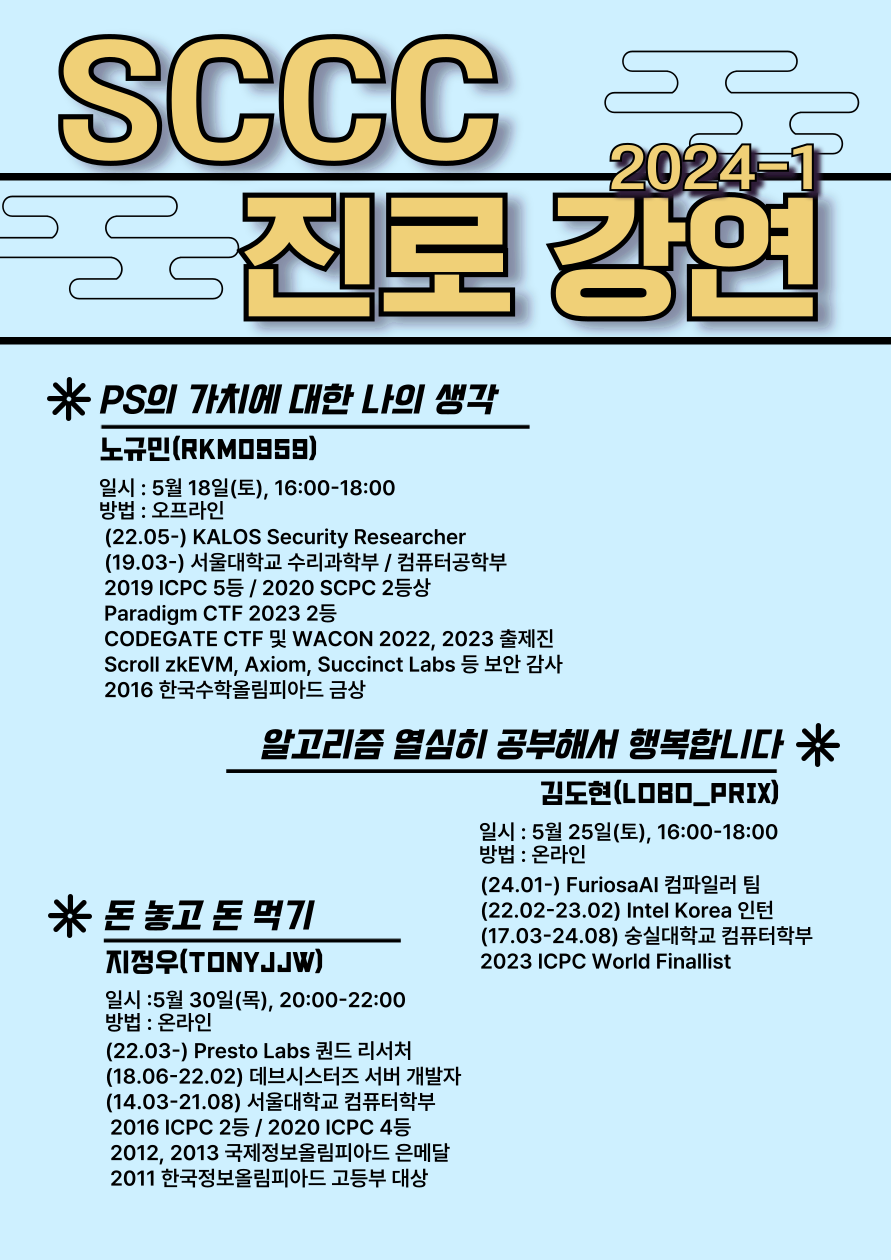 SCCC
2024-1
진로 강연
PS의 가치에 대한 나의 생각
노규민(RKM0959)
일시 : 5월 18일(토), 16:00-18:00
방법 : 오프라인
(22.05-) KALOS Security Researcher
(19.03-) 서울대학교 수리과학부 / 컴퓨터공학부
2019 ICPC 5등 / 2020 SCPC 2등상
Paradigm CTF 2023 2등
CODEGATE CTF 및 WACON 2022, 2023 출제진
Scroll zkEVM, Axiom, Succinct Labs 등 보안 감사
2016 한국수학올림피아드 금상
알고리즘 열심히 공부해서 행복합니다
김도현(LOBO_PRIX)
일시 : 5월 25일(토), 16:00-18:00
방법 : 온라인
(24.01-) FuriosaAI 컴파일러 팀
(22.02-23.02) Intel Korea 인턴
(17.03-24.08) 숭실대학교 컴퓨터학부
2023 ICPC World Finallist
돈 놓고 돈 먹기
지정우(TONYJJW)
일시 :5월 30일(목), 20:00-22:00
방법 : 온라인
(22.03-) Presto Labs 퀀드 리서처
(18.06-22.02) 데브시스터즈 서버 개발자
(14.03-21.08) 서울대학교 컴퓨터학부
2016 ICPC 2등 / 2020 ICPC 4등
2012, 2013 국제정보올림피아드 은메달
2011 한국정보올림피아드 고등부 대상